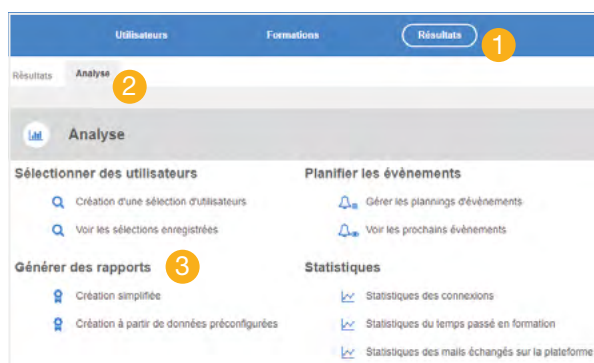 Utilisateurs Formations Résultats 1
Résultats Analyse 2
Analyse
Sélectionner des utilisateurs
Création d'une sélection d'utilisateurs
Voir les sélections enregistrées
Planifier les évènements
Gérer les plannings d'évènements
Voir les prochains évènements
Générer des rapports 3
Création simplifiée
Création à partir de données préconfigurées
Statistiques
Statistiques des connexions
Statistiques du temps passé en formation
Statistiques des mails échangés sur la plateforme